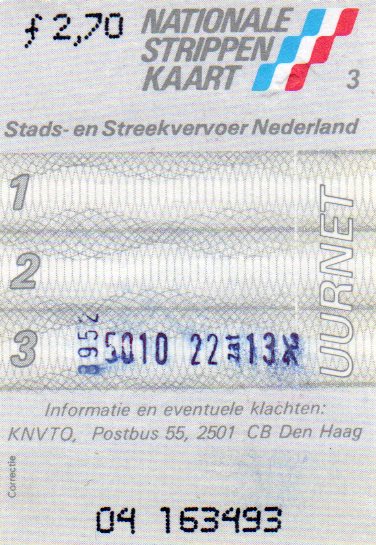 ƒ 2,70
NATIONALE
STRIPPEN
KAART
3
Stads- en Streekvervoer Nederland
1
2
3
8952
5010 22 13
UURNET
Informatie en eventuele klachten:
KNVTO, Postbus 55, 2501 CB Den Haag
Correctie
04 163493